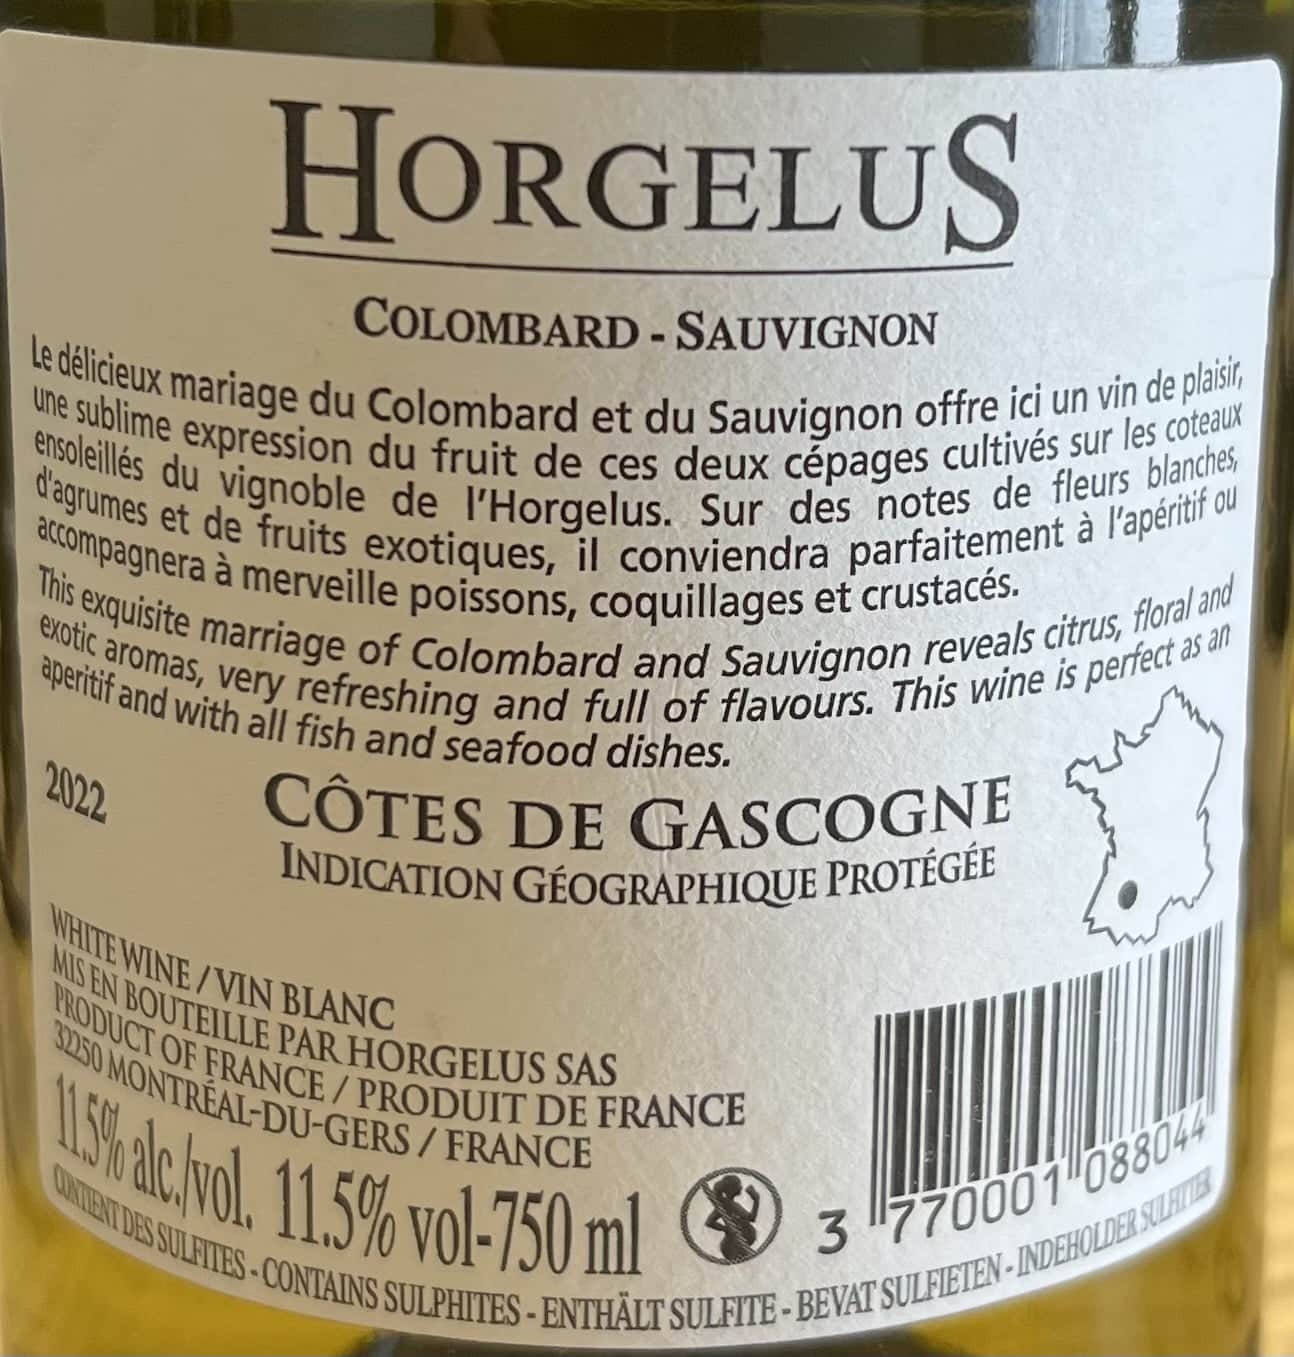 HORGELUS
COLOMBARD - SAUVIGNON
Le délicieux mariage du Colombard et du Sauvignon offre ici un vin de plaisir,
une sublime expression du fruit de ces deux cépages cultivés sur les coteaux
ensoleillés du vignoble de l'Horgelus. Sur des notes de fleurs blanches,
d'agrumes et de fruits exotiques, il conviendra parfaitement à l'apéritif ou
accompagnera à merveille poissons, coquillages et crustacés.
This exquisite marriage of Colombard and Sauvignon reveals citrus, floral and
exotic aromas, very refreshing and full of flavours. This wine is perfect as an
aperitif and with all fish and seafood dishes.
2022
CÔTES DE GASCOGNE
INDICATION GÉOGRAPHIQUE PROTÉGÉE
WHITE WINE / VIN BLANC
MIS EN BOUTEILLE PAR HORGELUS SAS
PRODUCT OF FRANCE / PRODUIT DE FRANCE
32250 MONTRÉAL-DU-GERS / FRANCE
11.5% alc./vol. 11.5% vol-750 ml
3 770001 088044
CONTIENT DES SULFITES - CONTAINS SULPHITES - ENTHÄLT SULFITE - BEVAT SULFIETEN - INDEHOLDER SULFITTER